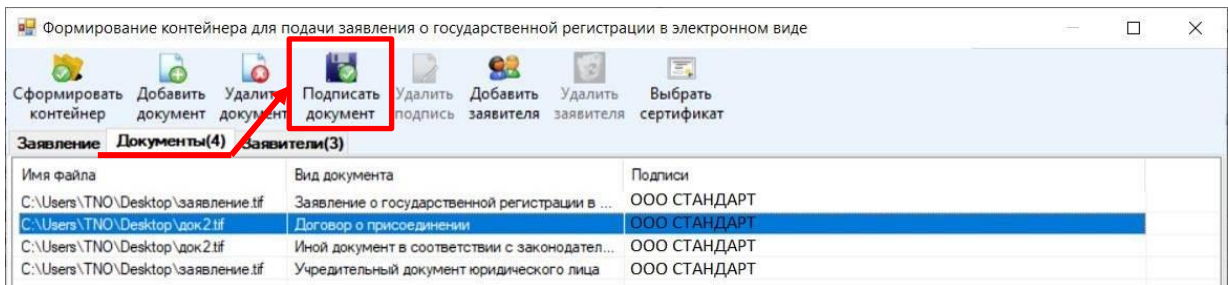 Формирование контейнера для подачи заявления о государственной регистрации в электронном виде
Сформировать контейнер
Добавить документ
Удалить документ
Подписать документ
Удалить подпись
Добавить заявителя
Удалить заявителя
Выбрать сертификат
Заявление Документы(4) Заявители(3)
Имя файла Вид документа Подписи
C:\Users\TNO\Desktop\заявление.tif Заявление о государственной регистрации в ... ООО СТАНДАРТ
C:\Users\TNO\Desktop\док2.tif Договор о присоединении ООО СТАНДАРТ
C:\Users\TNO\Desktop\док2.tif Иной документ в соответствии с законодател... ООО СТАНДАРТ
C:\Users\TNO\Desktop\заявление.tif Учредительный документ юридического лица ООО СТАНДАРТ